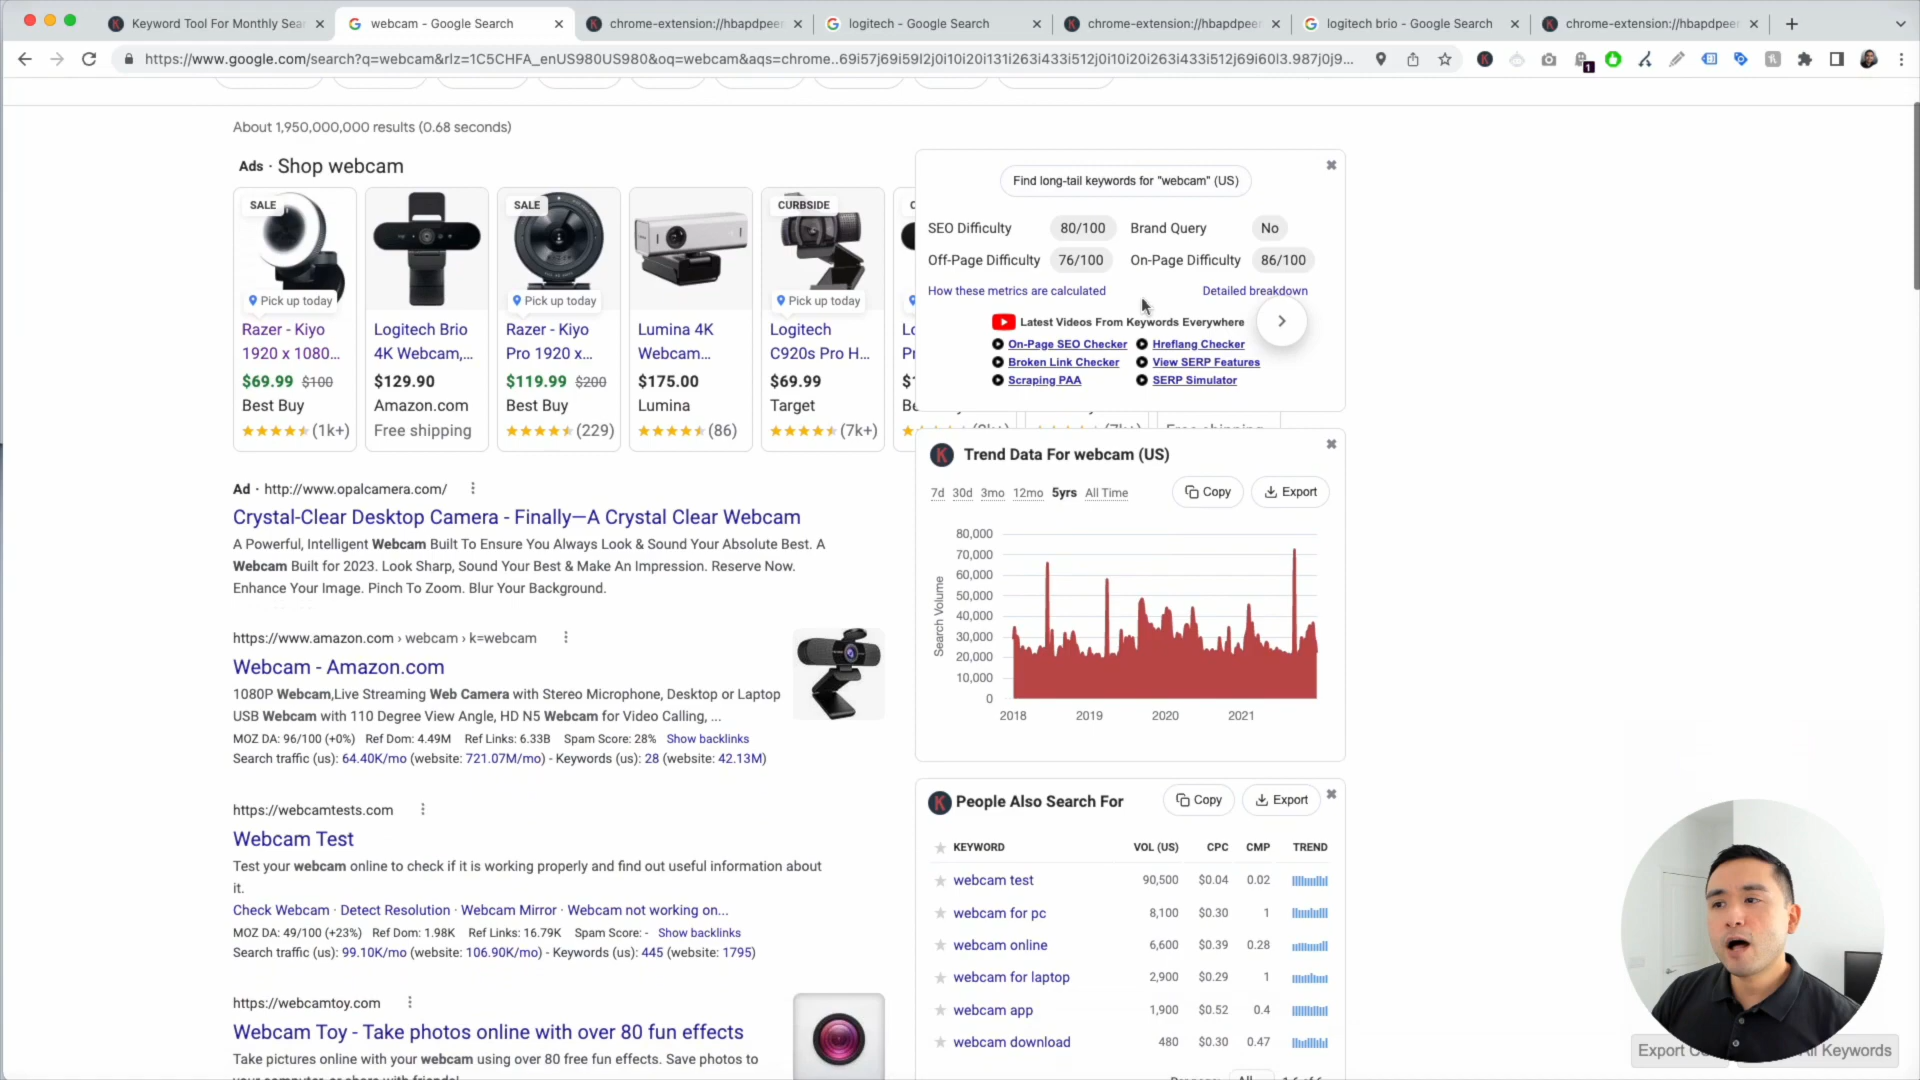 Keyword Tool For Monthly Sear
webcam - Google Search
chrome-extension://hbapdpeer
logitech - Google Search
chrome-extension://hbapdpeer
logitech brio - Google Search
chrome-extension://hbapdpeer
https://www.google.com/search?q=webcam&rlz=1C5CHFA_enUS980US980&oq=webcam&aqs=chrome..69i57j69i59l2j0i10i20i131i263i433i512j0i10i20i263i433i512j69i60l3.987j0j9...
1
About 1,950,000,000 results (0.68 seconds)
Ads · Shop webcam
SALE
Pick up today
Razer - Kiyo
1920 x 1080...
$69.99 $100
Best Buy
(1k+)
Logitech Brio
4K Webcam,...
$129.90
Amazon.com
Free shipping
SALE
Pick up today
Razer - Kiyo
Pro 1920 x...
$119.99 $200
Best Buy
(229)
Lumina 4K
Webcam...
$175.00
Lumina
(86)
CURBSIDE
Pick up today
Logitech
C920s Pro H...
$69.99
Target
(7k+)
Ad · http://www.opalcamera.com/
Crystal-Clear Desktop Camera - Finally—A Crystal Clear Webcam
A Powerful, Intelligent Webcam Built To Ensure You Always Look & Sound Your Absolute Best. A
Webcam Built for 2023. Look Sharp, Sound Your Best & Make An Impression. Reserve Now.
Enhance Your Image. Pinch To Zoom. Blur Your Background.
https://www.amazon.com › webcam › k=webcam
Webcam - Amazon.com
1080P Webcam,Live Streaming Web Camera with Stereo Microphone, Desktop or Laptop
USB Webcam with 110 Degree View Angle, HD N5 Webcam for Video Calling, ...
MOZ DA: 96/100 (+0%) Ref Dom: 4.49M Ref Links: 6.33B Spam Score: 28% Show backlinks
Search traffic (us): 64.40K/mo (website: 721.07M/mo) - Keywords (us): 28 (website: 42.13M)
https://webcamtests.com
Webcam Test
Test your webcam online to check if it is working properly and find out useful information about
it.
Check Webcam · Detect Resolution · Webcam Mirror · Webcam not working on...
MOZ DA: 49/100 (+23%) Ref Dom: 1.98K Ref Links: 16.79K Spam Score: - Show backlinks
Search traffic (us): 99.10K/mo (website: 106.90K/mo) - Keywords (us): 445 (website: 1795)
https://webcamtoy.com
Webcam Toy - Take photos online with over 80 fun effects
Take pictures online with your webcam using over 80 free fun effects. Save photos to
Find long-tail keywords for "webcam" (US)
SEO Difficulty 80/100 Brand Query No
Off-Page Difficulty 76/100 On-Page Difficulty 86/100
How these metrics are calculated Detailed breakdown
Latest Videos From Keywords Everywhere
On-Page SEO Checker Hreflang Checker
Broken Link Checker View SERP Features
Scraping PAA SERP Simulator
K Trend Data For webcam (US)
7d 30d 3mo 12mo 5yrs All Time Copy Export
Search Volume
80,000
70,000
60,000
50,000
40,000
30,000
20,000
10,000
0
2018 2019 2020 2021
K People Also Search For Copy Export
KEYWORD VOL (US) CPC CMP TREND
webcam test 90,500 $0.04 0.02
webcam for pc 8,100 $0.30 1
webcam online 6,600 $0.39 0.28
webcam for laptop 2,900 $0.29 1
webcam app 1,900 $0.52 0.4
webcam download 480 $0.30 0.47
Export
All Keywords